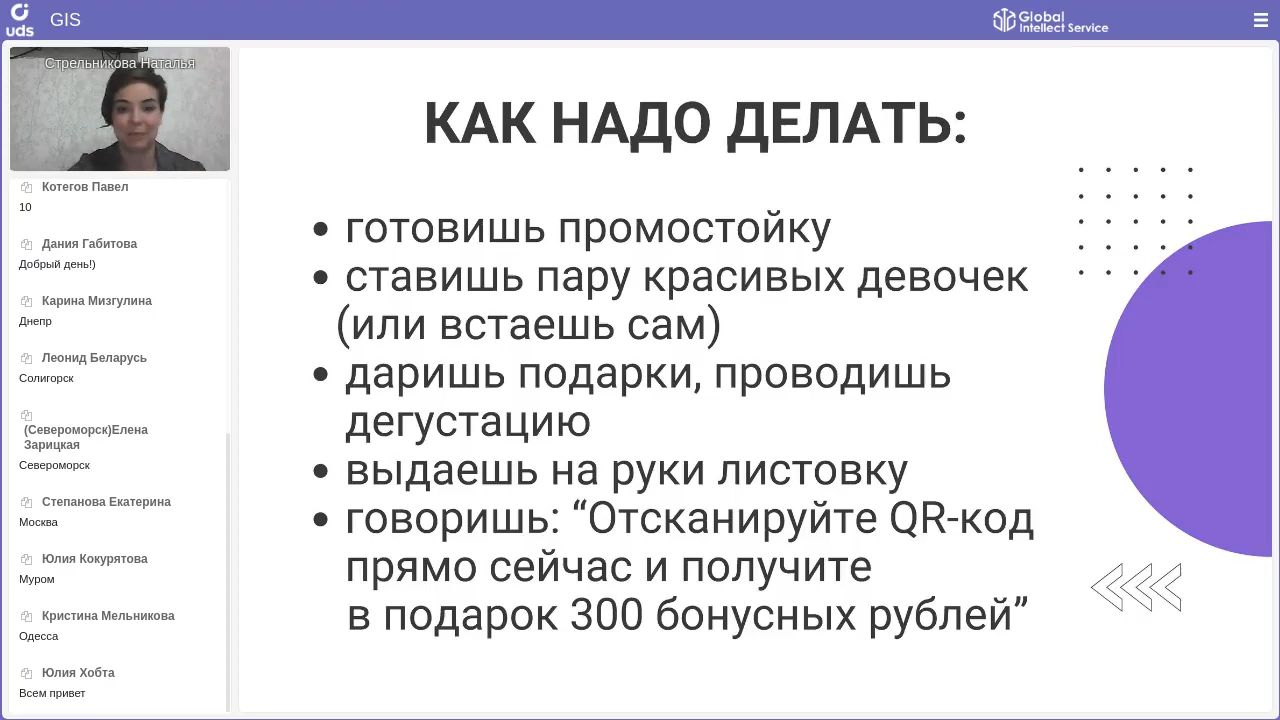 uds
GIS
Global
Intellect Service
Стрельникова Наталья
Котегов Павел
10
Дания Габитова
Добрый день!)
Карина Мизгулина
Днепр
Леонид Беларусь
Солигорск
(Североморск)Елена
Зарицкая
Североморск
Степанова Екатерина
Москва
Юлия Кокурятова
Муром
Кристина Мельникова
Одесса
Юлия Хобта
Всем привет
КАК НАДО ДЕЛАТЬ:
• готовишь промостойку
• ставишь пару красивых девочек
(или встаешь сам)
• даришь подарки, проводишь
дегустацию
• выдаешь на руки листовку
• говоришь: “Отсканируйте QR-код
прямо сейчас и получите
в подарок 300 бонусных рублей”